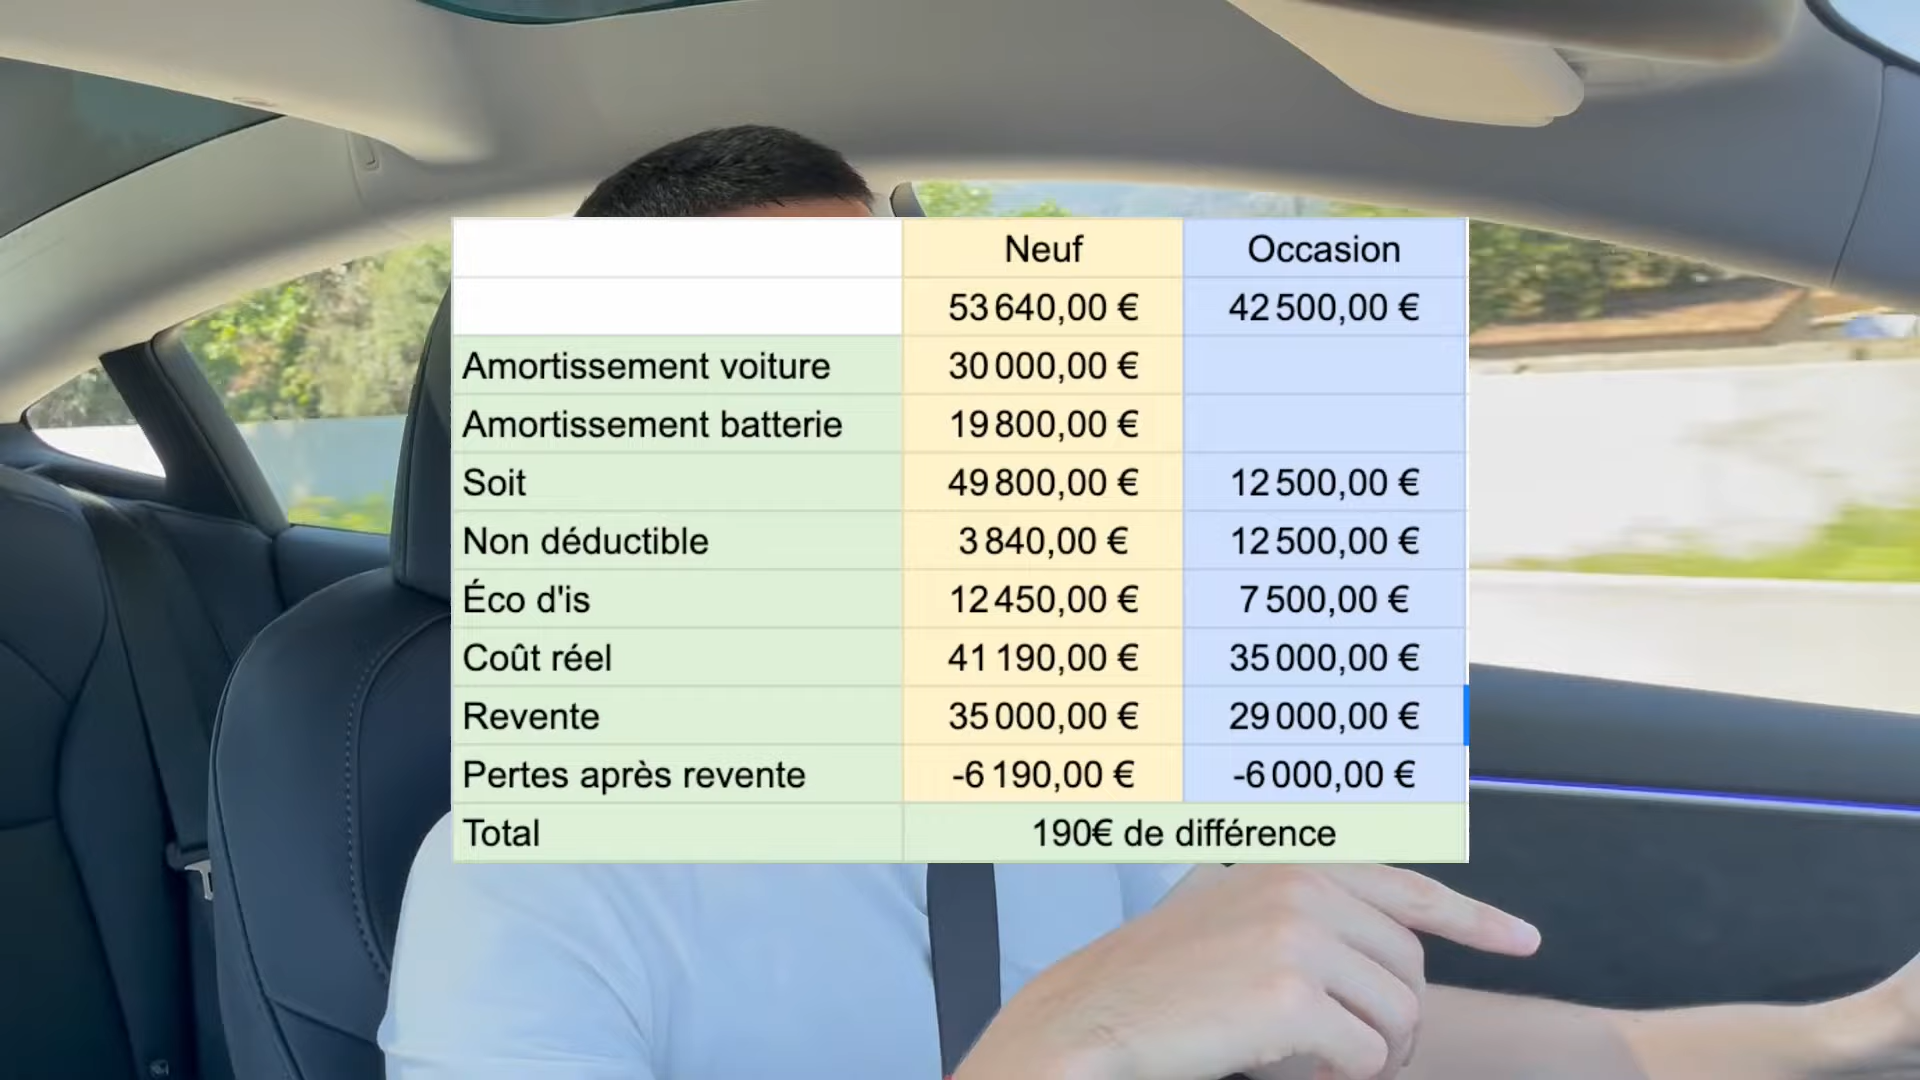 Neuf Occasion
53 640,00 € 42 500,00 €
Amortissement voiture 30 000,00 €
Amortissement batterie 19 800,00 €
Soit 49 800,00 € 12 500,00 €
Non déductible 3 840,00 € 12 500,00 €
Éco d'is 12 450,00 € 7 500,00 €
Coût réel 41 190,00 € 35 000,00 €
Revente 35 000,00 € 29 000,00 €
Pertes après revente -6 190,00 € -6 000,00 €
Total 190€ de différence